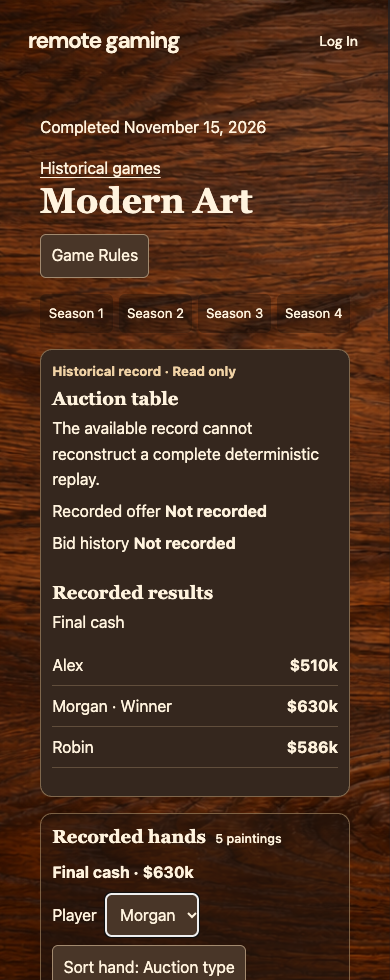 remote gaming
Log In
Completed November 15, 2026
Historical games
Modern Art
Game Rules
Season 1 Season 2 Season 3 Season 4
Historical record · Read only
Auction table
The available record cannot
reconstruct a complete deterministic
replay.
Recorded offer Not recorded
Bid history Not recorded
Recorded results
Final cash
Alex $510k
Morgan · Winner $630k
Robin $586k
Recorded hands 5 paintings
Final cash · $630k
Player Morgan
Sort hand: Auction type